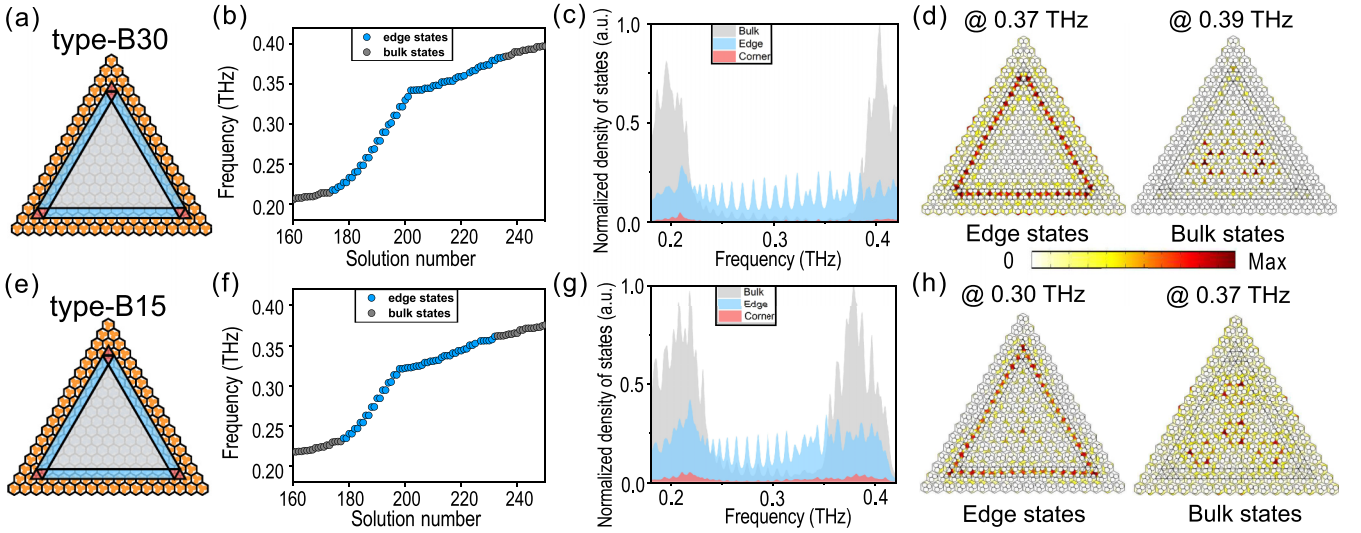 (a)
type-B30
(b)
Frequency (THz)
0.40
0.35
0.30
0.25
0.20
edge states
bulk states
160 180 200 220 240
Solution number
(c)
Normalized density of states (a.u.)
1.0
0.5
0.0
Bulk
Edge
Corner
0.2 0.3 0.4
Frequency (THz)
(d)
@ 0.37 THz
@ 0.39 THz
Edge states
Bulk states
0 Max
(e)
type-B15
(f)
Frequency (THz)
0.40
0.35
0.30
0.25
0.20
edge states
bulk states
160 180 200 220 240
Solution number
(g)
Normalized density of states (a.u.)
1.0
0.5
0.0
Bulk
Edge
Corner
0.2 0.3 0.4
Frequency (THz)
(h)
@ 0.30 THz
@ 0.37 THz
Edge states
Bulk states